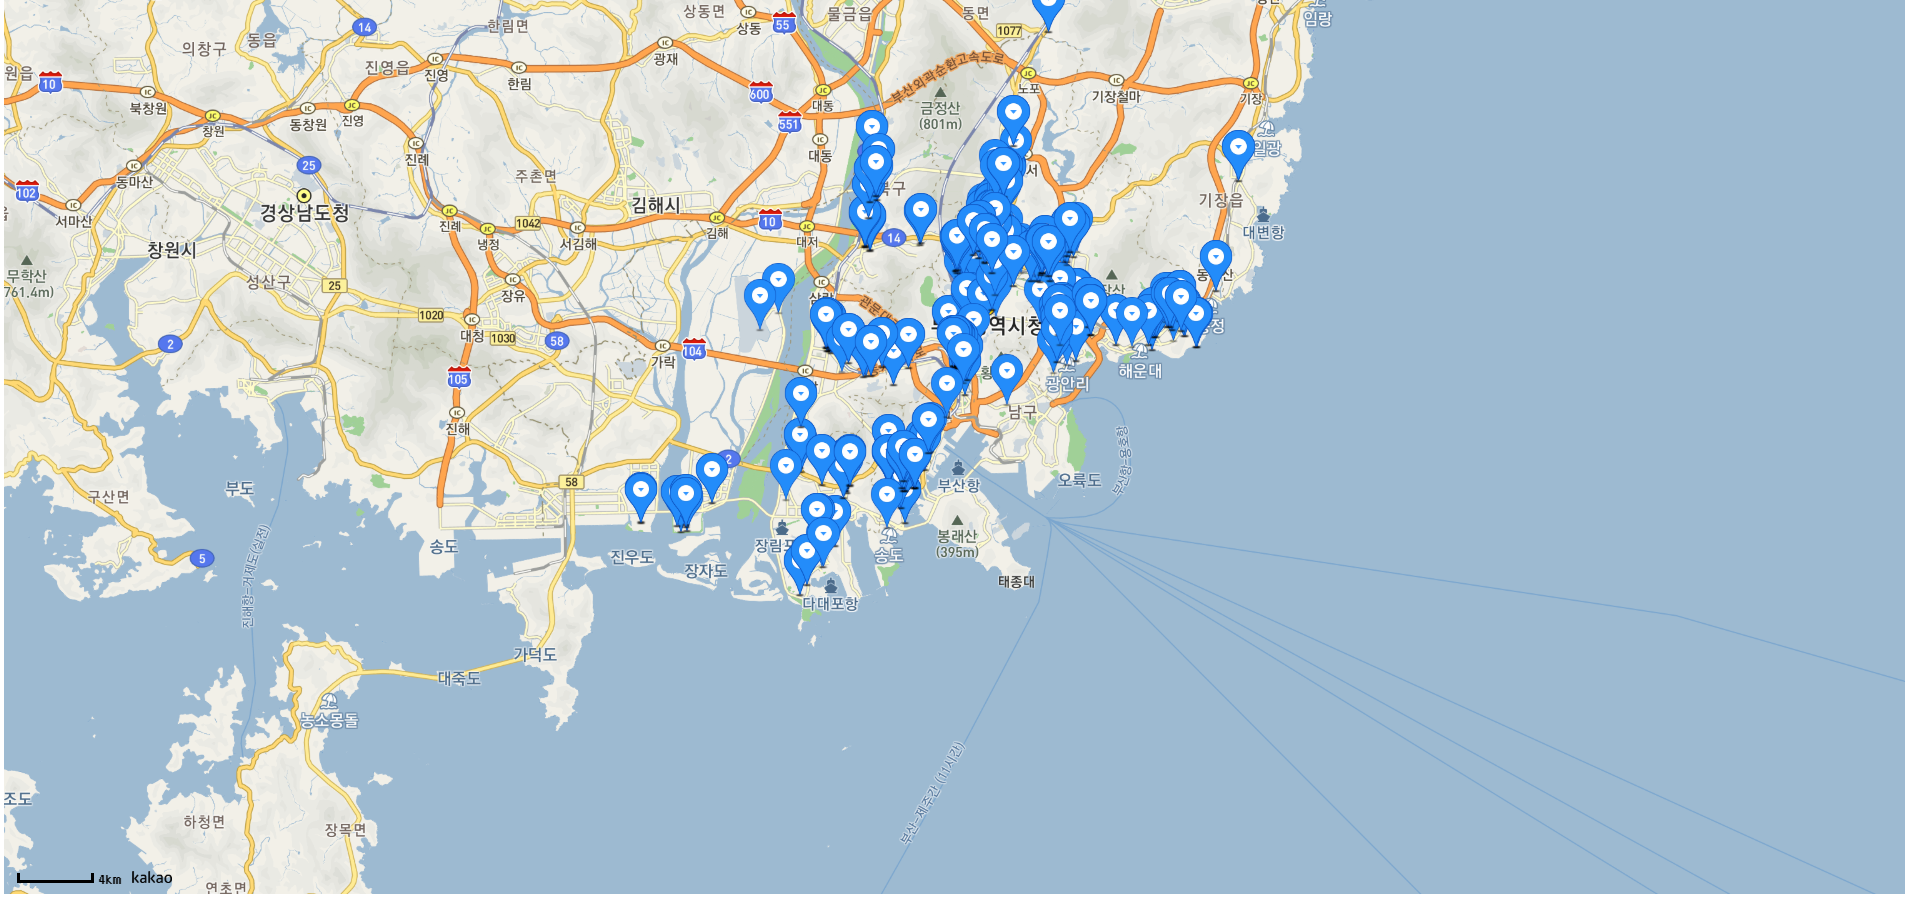 상동면
물금읍
동면
임랑
14
한림면
상동
55
1077
의창구
동읍
원읍
진영읍
진영
광재
부산외곽순환고속도로
10
북창원
한림
600
대동
노포
기장철마
기장
창원
동창원
진영
551
금정산
(801m)
25
진례
대동
일광
102
동마산
주촌면
북구
서
서마산
경상남도청
김해시
기장읍
진례
1042
10
김해
대저
14
대변항
창원시
냉정
서김해
무학산
761.4m)
성산구
25
장유
동
산
1020
대청
1030
58
역시청
정
2
104
가락
105
광안리
해운대
진해
남구
구산면
부도
58
2
부산항
오륙도
부산항-용호항
5
송도
진우도
장자도
장림포
송도
봉래산
(395m)
태종대
진해항-거제도(실전)
다대포항
가덕도
대죽도
농소몽돌
조도
하청면
장목면
부산-제주간 (11시간)
4km kakao
연초면